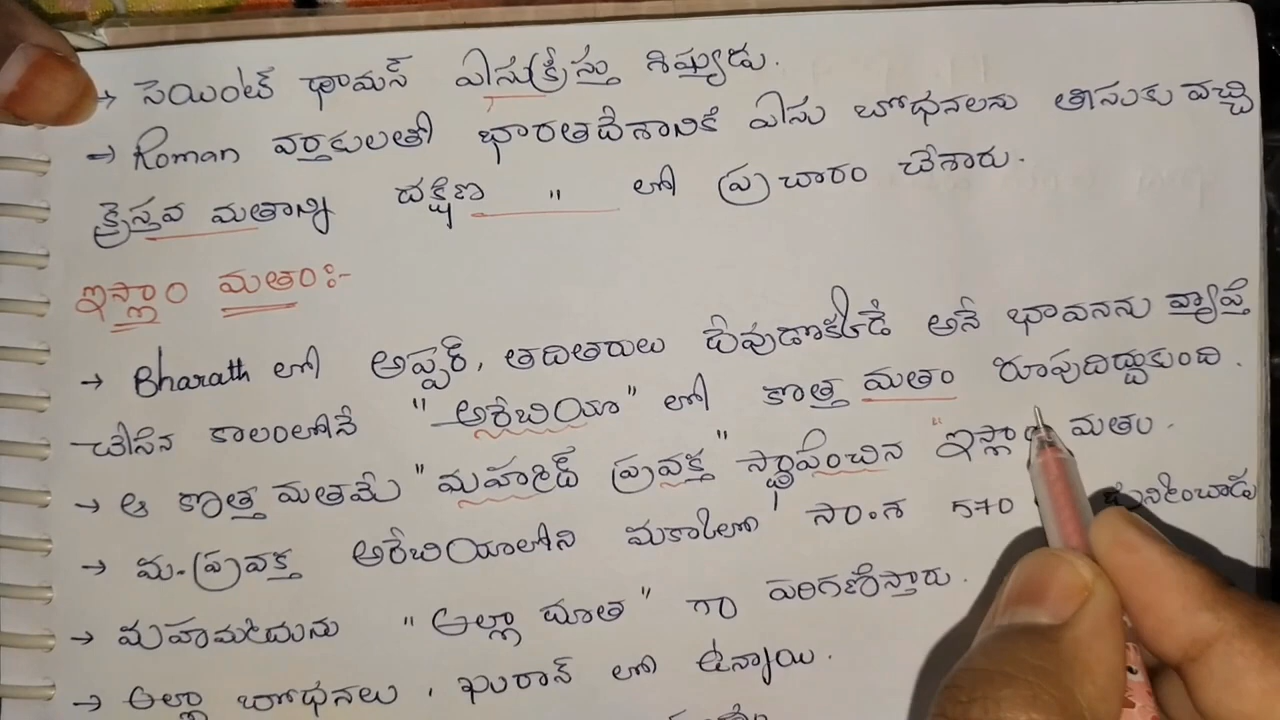 → సెయింట్ థామస్ ఏసుక్రీస్తు శిష్యుడు.
→ Roman వర్తకులతో భారతదేశానికి ఏసు బోధనలను తీసుకు వచ్చి
క్రైస్తవ మతాన్ని దక్షిణ " లో ప్రచారం చేశారు.
ఇస్లాం మతం:-
→ Bharath లో అప్పర్, తదితరులు దేవుడొక్కడే అనే భావనను వ్యాప్తి
చేసిన కాలంలోనే "అరేబియా" లో కొత్త మతం రూపుదిద్దుకుంది.
→ ఆ కొత్త మతమే "మహమ్మద్ ప్రవక్త" స్థాపించిన "ఇస్లాం మతం.
→ మ.ప్రవక్త అరేబియాలోని మక్కాలో సా.శ 570
→ మహమ్మదును "అల్లా దూత" గా పరిగణిస్తారు.
→ అల్లా బోధనలు, ఖురాన్ లో ఉన్నాయి.